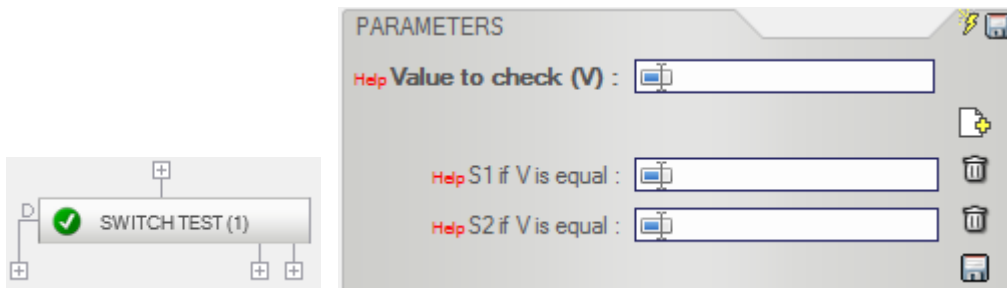 PARAMETERS
Help Value to check (V) :
Help S1 if V is equal :
Help S2 if V is equal :
D
SWITCH TEST (1)